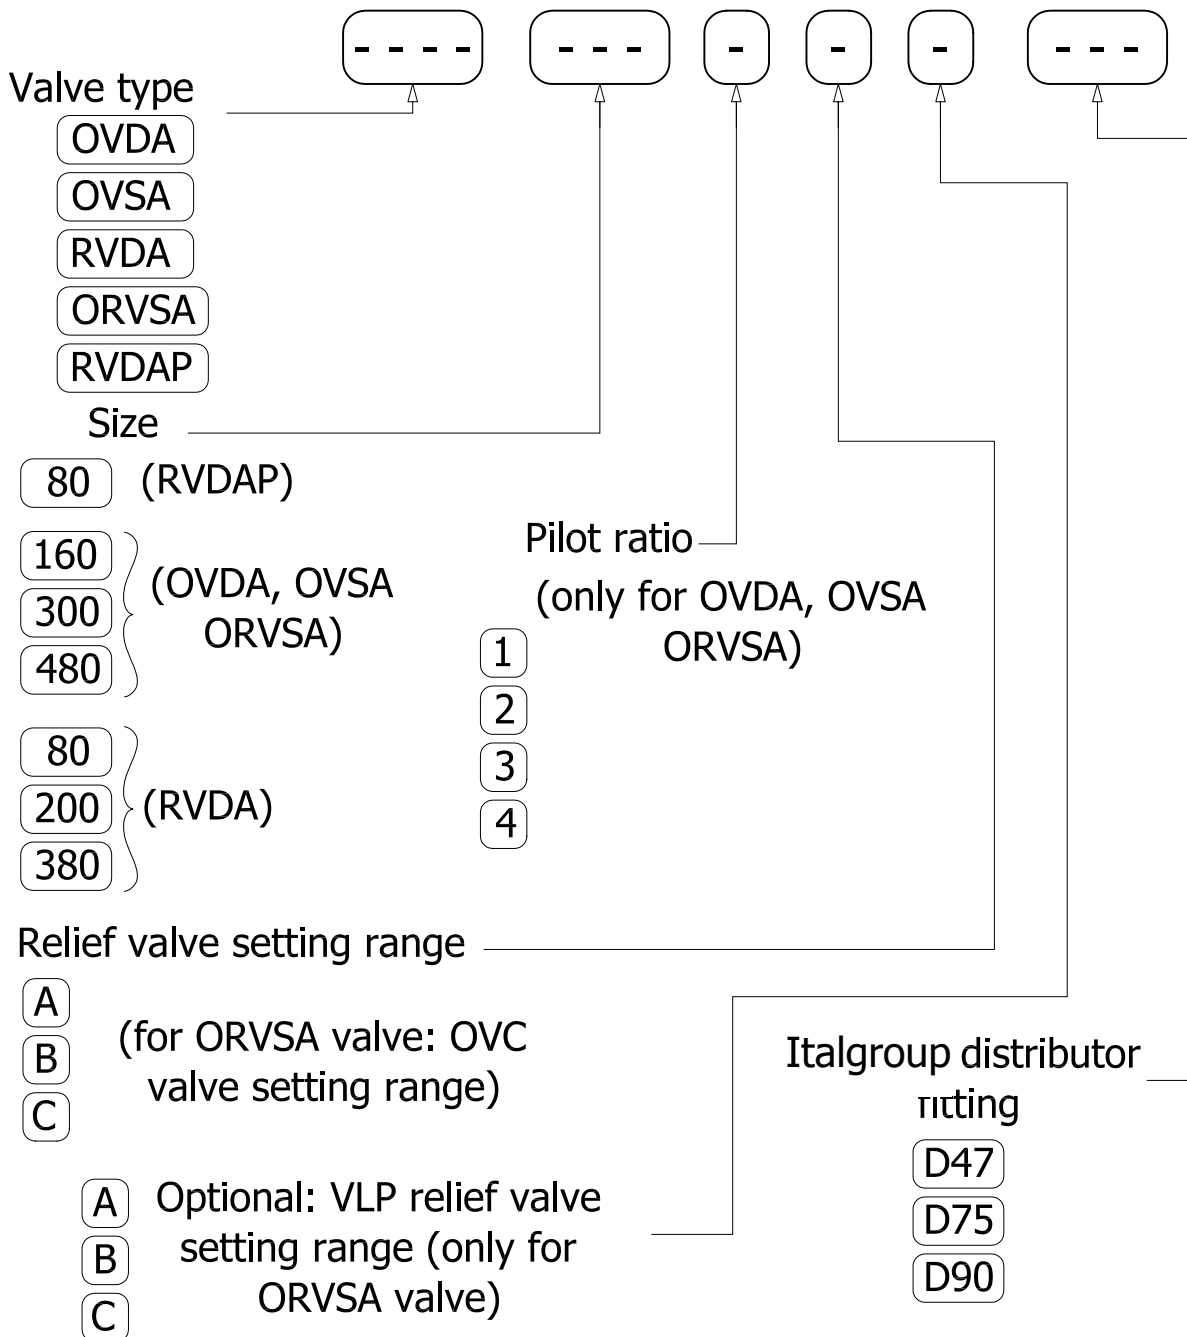 - - - -
- - -
-
-
-
- - -
Valve type
OVDA
OVSA
RVDA
ORVSA
RVDAP
Size
80 (RVDAP)
160
300
480
(OVDA, OVSA
ORVSA)
80
200
380
(RVDA)
Pilot ratio
(only for OVDA, OVSA
ORVSA)
1
2
3
4
Relief valve setting range
A
B
C
(for ORVSA valve: OVC
valve setting range)
A
B
C
Optional: VLP relief valve
setting range (only for
ORVSA valve)
Italgroup distributor
fitting
D47
D75
D90